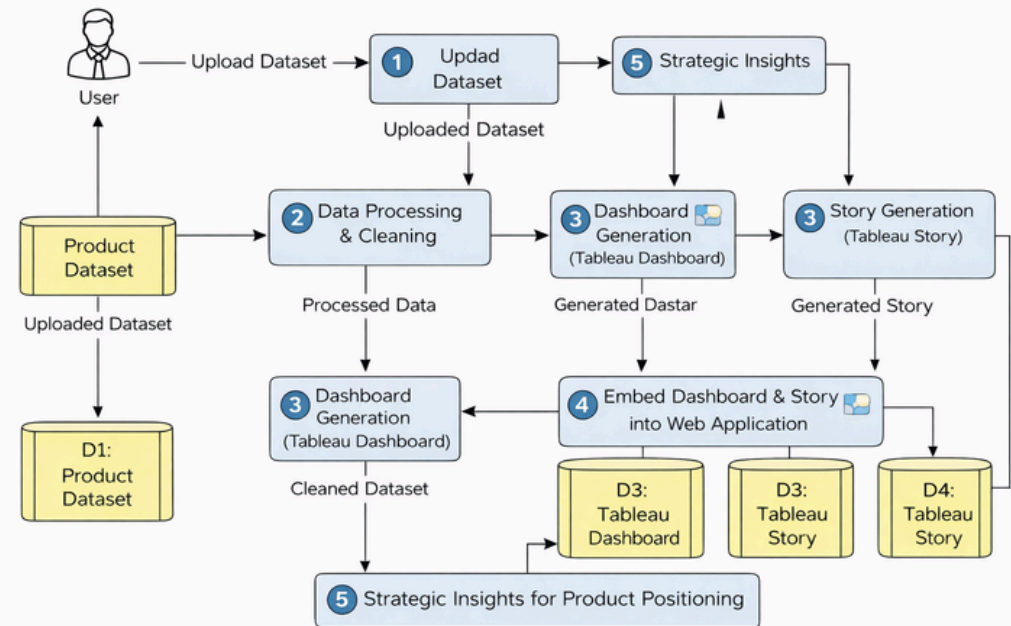 User
Upload Dataset
1 Updad
Dataset
5 Strategic Insights
Uploaded Dataset
Product
Dataset
2 Data Processing
& Cleaning
3 Dashboard
Generation
(Tableau Dashboard)
3 Story Generation
(Tableau Story)
Uploaded Dataset
Processed Data
Generated Dastar
Generated Story
D1:
Product
Dataset
3 Dashboard
Generation
(Tableau Dashboard)
4 Embed Dashboard & Story
into Web Application
Cleaned Dataset
D3:
Tableau
Dashboard
D3:
Tableau
Story
D4:
Tableau
Story
5 Strategic Insights for Product Positioning